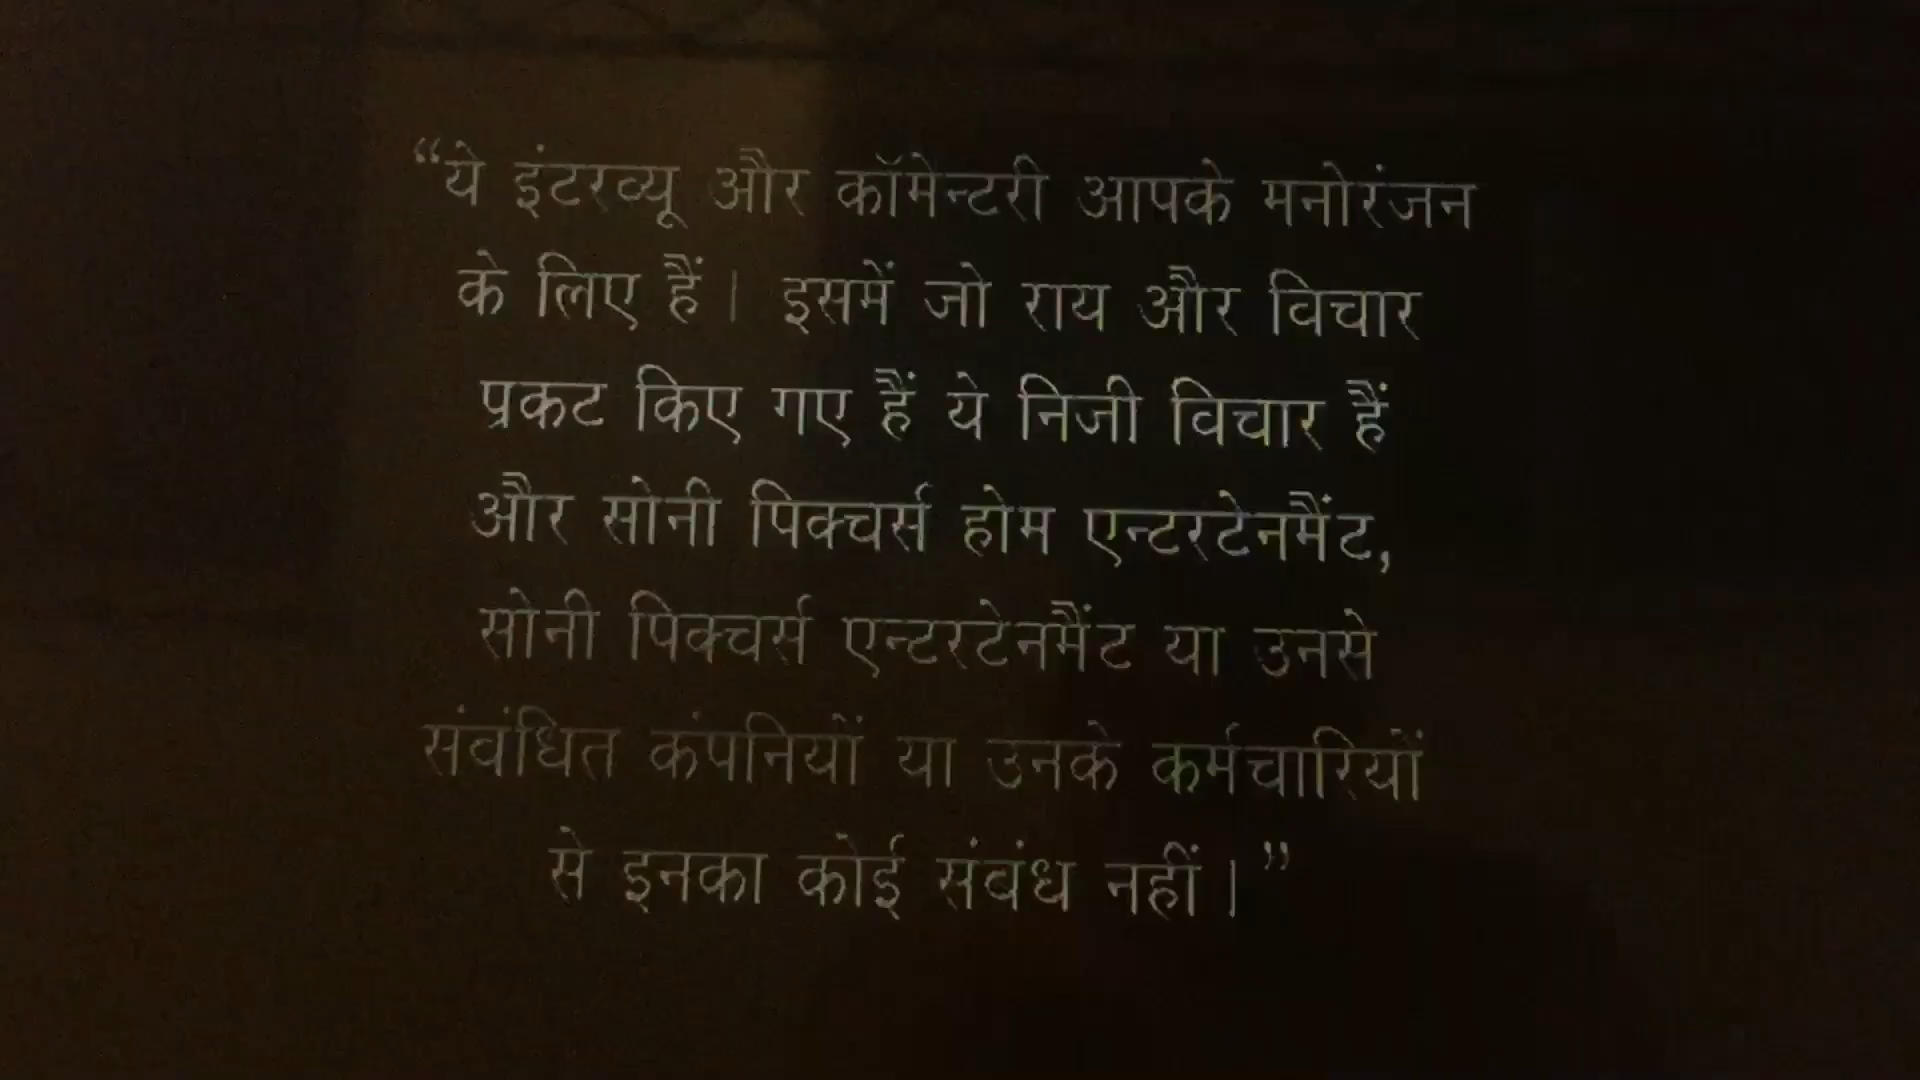 “ये इंटरव्यू और कॉमेन्टरी आपके मनोरंजन
के लिए हैं। इसमें जो राय और विचार
प्रकट किए गए हैं ये निजी विचार हैं
और सोनी पिक्चर्स होम एन्टरटेनमैंट,
सोनी पिक्चर्स एन्टरटेनमैंट या उनसे
संबंधित कंपनियों या उनके कर्मचारियों
से इनका कोई संबंध नहीं।”